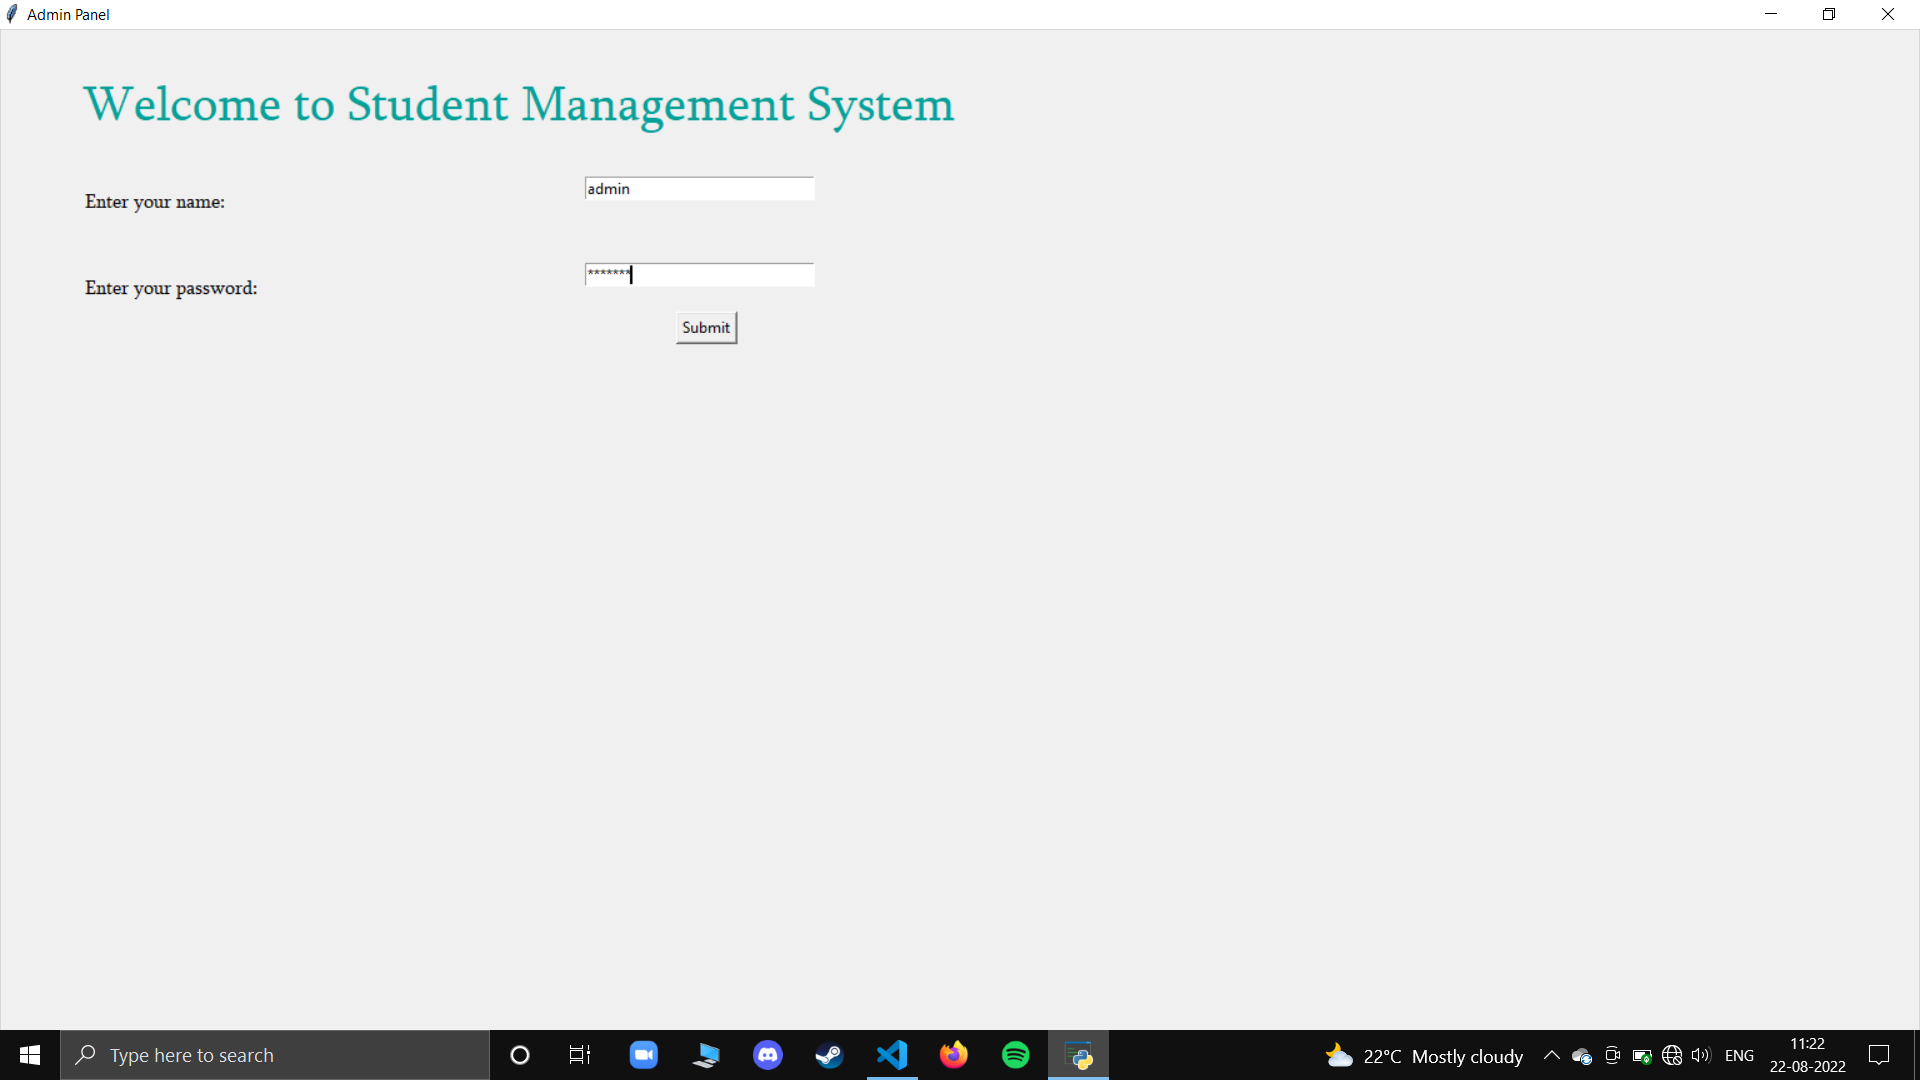 Admin Panel
Welcome to Student Management System
Enter your name:
admin
Enter your password:
*******
Submit
Type here to search
22°C Mostly cloudy
ENG
11:22
22-08-2022